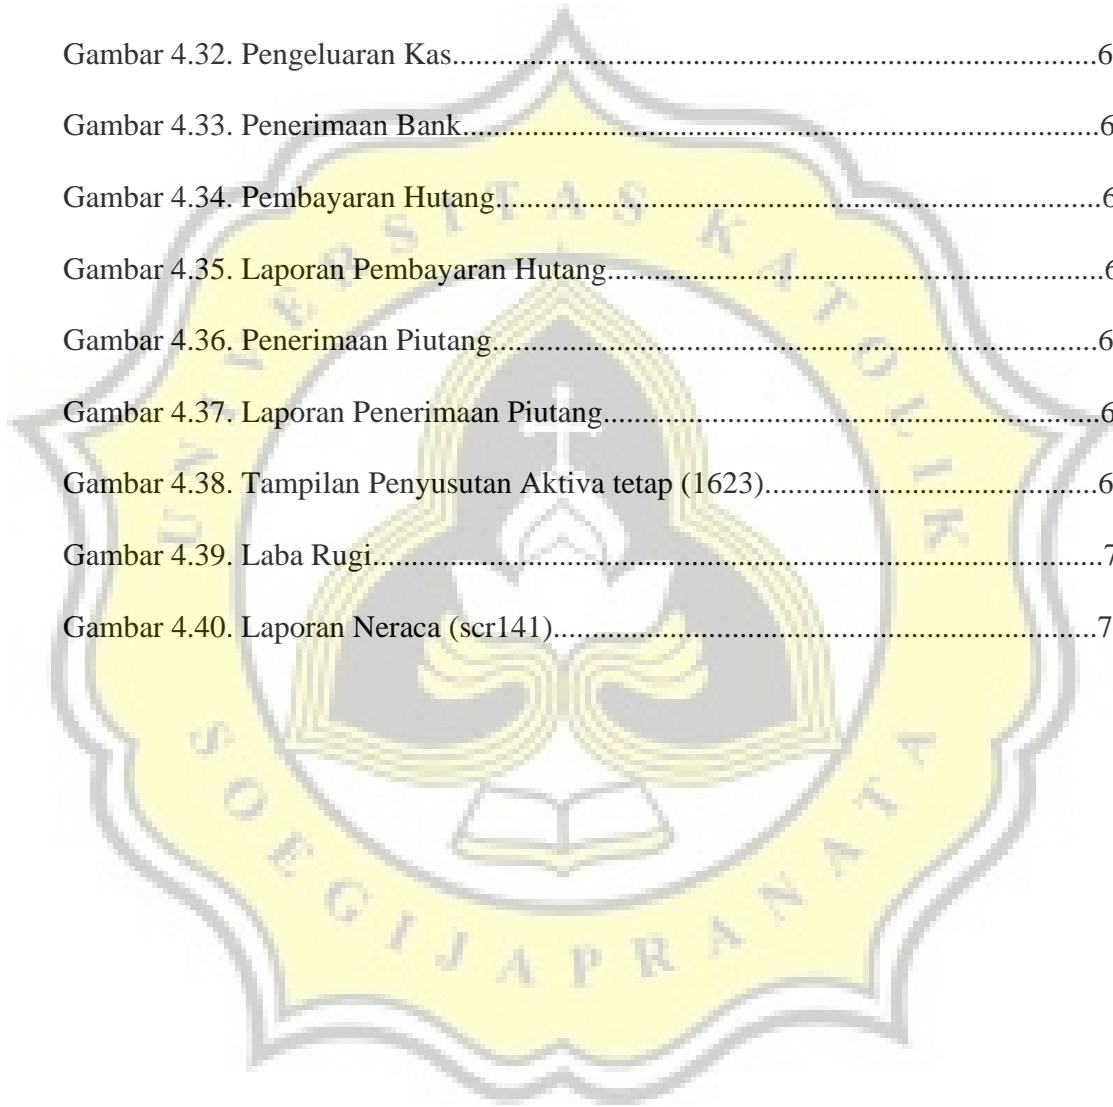 Gambar 4.32. Pengeluaran Kas...............................................................................6
Gambar 4.33. Penerimaan Bank..............................................................................6
Gambar 4.34. Pembayaran Hutang..........................................................................6
Gambar 4.35. Laporan Pembayaran Hutang.............................................................6
Gambar 4.36. Penerimaan Piutang..........................................................................6
Gambar 4.37. Laporan Penerimaan Piutang.............................................................6
Gambar 4.38. Tampilan Penyusutan Aktiva tetap (1623).........................................6
Gambar 4.39. Laba Rugi.........................................................................................7
Gambar 4.40. Laporan Neraca (scr141)..................................................................7
UNIVERSITAS KATOLIK
SOEGIJAPRANATA